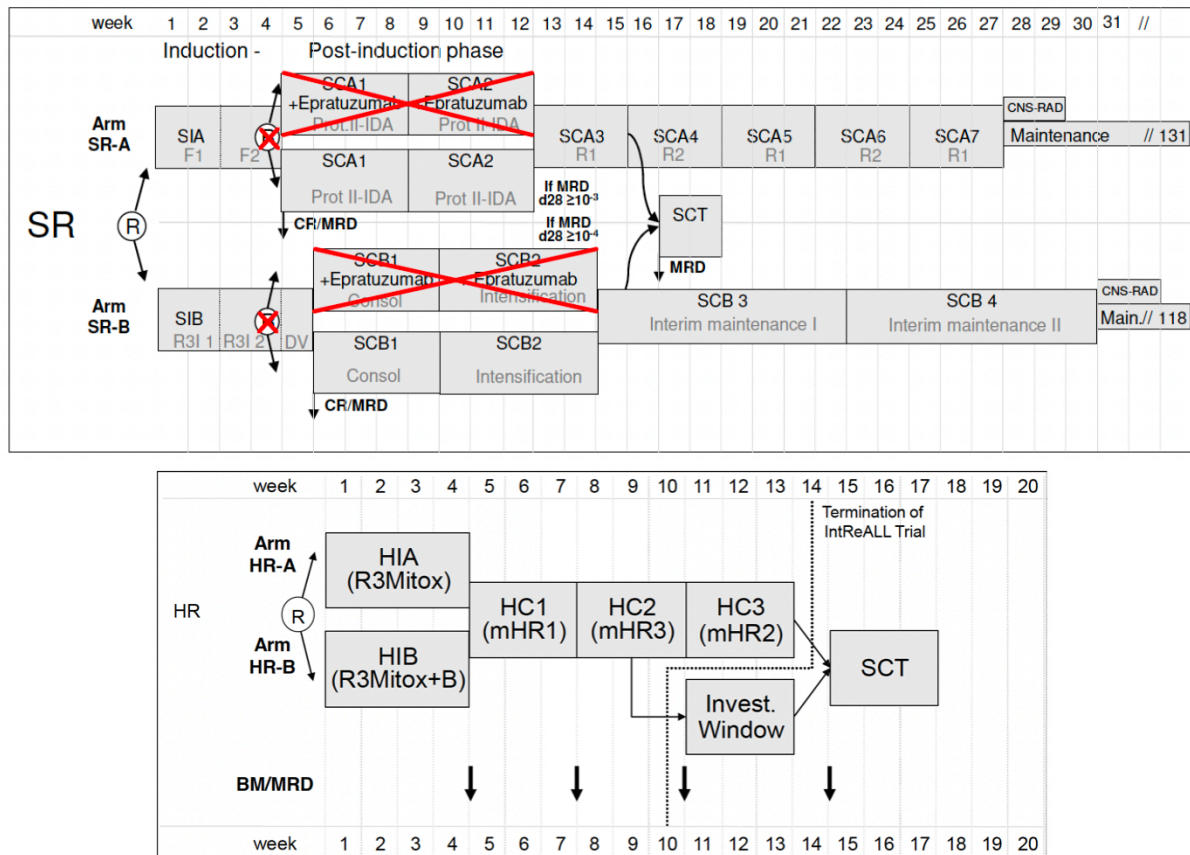 week 1 2 3 4 5 6 7 8 9 10 11 12 13 14 15 16 17 18 19 20 21 22 23 24 25 26 27 28 29 30 31 //
Induction - Post-induction phase
SCA1 SCA2
+Epratuzumab +Epratuzumab
Prot.II-IDA Prot II-IDA
CNS-RAD
Arm
SR-A
SIA
F1 F2
SCA3 SCA4 SCA5 SCA6 SCA7
R1 R2 R1 R2 R1
Maintenance // 131
SCA1 SCA2
Prot II-IDA Prot II-IDA
If MRD
d28 ≥10-3
CR/MRD
SR
R
If MRD
d28 ≥10-4
SCT
MRD
SCB1 SCB2
+Epratuzumab Epratuzumab
Consol Intensification
CNS-RAD
Arm
SR-B
SIB
R3I 1 R3I 2 DV
SCB 3 SCB 4
Interim maintenance I Interim maintenance II
Main.// 118
SCB1 SCB2
Consol Intensification
CR/MRD
week 1 2 3 4 5 6 7 8 9 10 11 12 13 14 15 16 17 18 19 20
Termination of
IntReALL Trial
Arm
HR-A
HIA
(R3Mitox)
HR
R
HC1 HC2 HC3
(mHR1) (mHR3) (mHR2)
Arm
HR-B
HIB
(R3Mitox+B)
SCT
Invest.
Window
BM/MRD
week 1 2 3 4 5 6 7 8 9 10 11 12 13 14 15 16 17 18 19 20